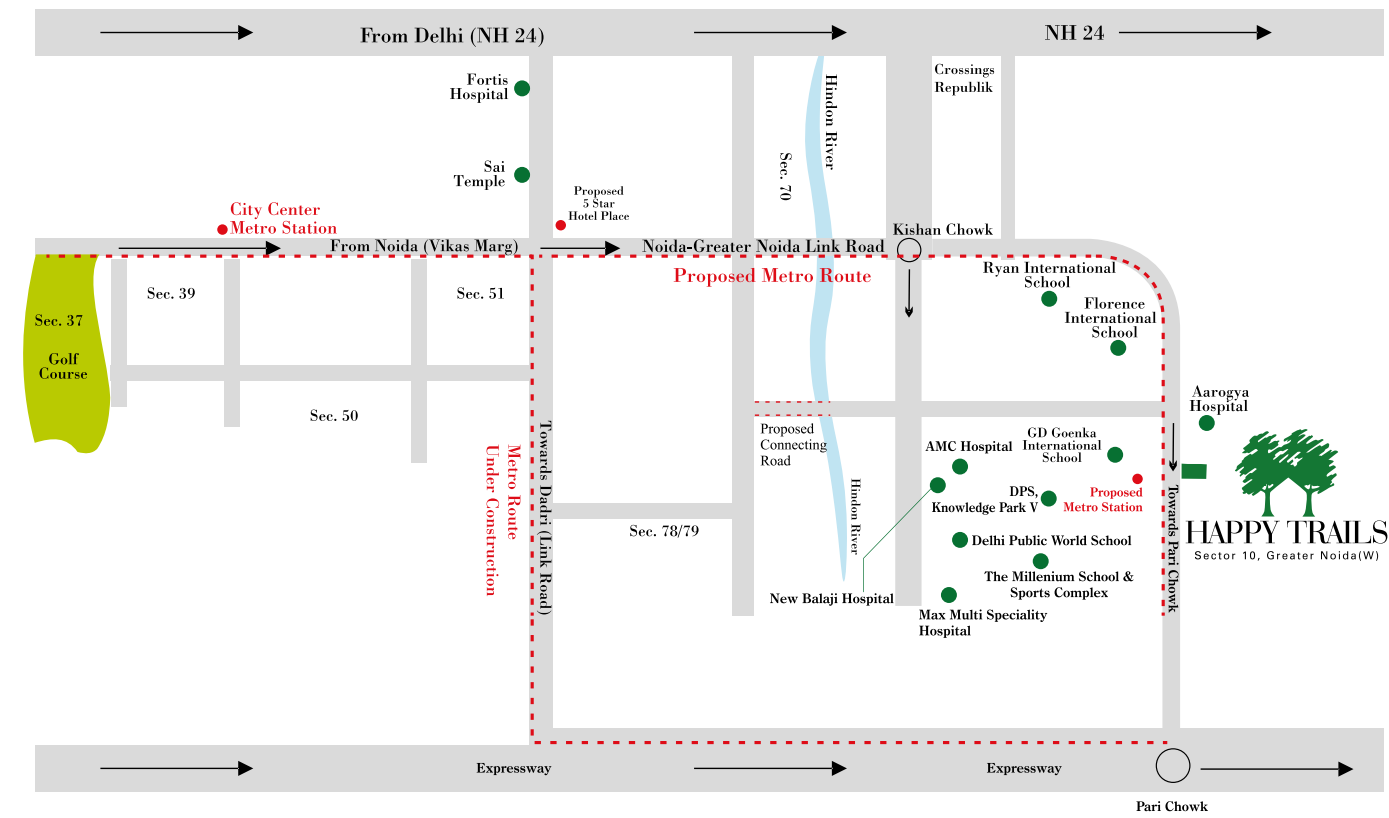 From Delhi (NH 24)
NH 24
Fortis
Hospital
Sai
Temple
Proposed
5 Star
Hotel Place
Sec. 70
Hindon River
Crossings
Republik
City Center
Metro Station
From Noida (Vikas Marg)
Noida-Greater Noida Link Road
Kishan Chowk
Proposed Metro Route
Sec. 37
Golf
Course
Sec. 39
Sec. 51
Sec. 50
Ryan International
School
Florence
International
School
Metro Route
Under Construction
Towards Dadri (Link Road)
Sec. 78/79
Proposed
Connecting
Road
Hindon River
Aarogya
Hospital
AMC Hospital
GD Goenka
International
School
DPS,
Knowledge Park V
Proposed
Metro Station
Delhi Public World School
The Millenium School &
Sports Complex
New Balaji Hospital
Max Multi Speciality
Hospital
Towards Pari Chowk
HAPPY TRAILS
Sector 10, Greater Noida(W)
Expressway
Expressway
Pari Chowk